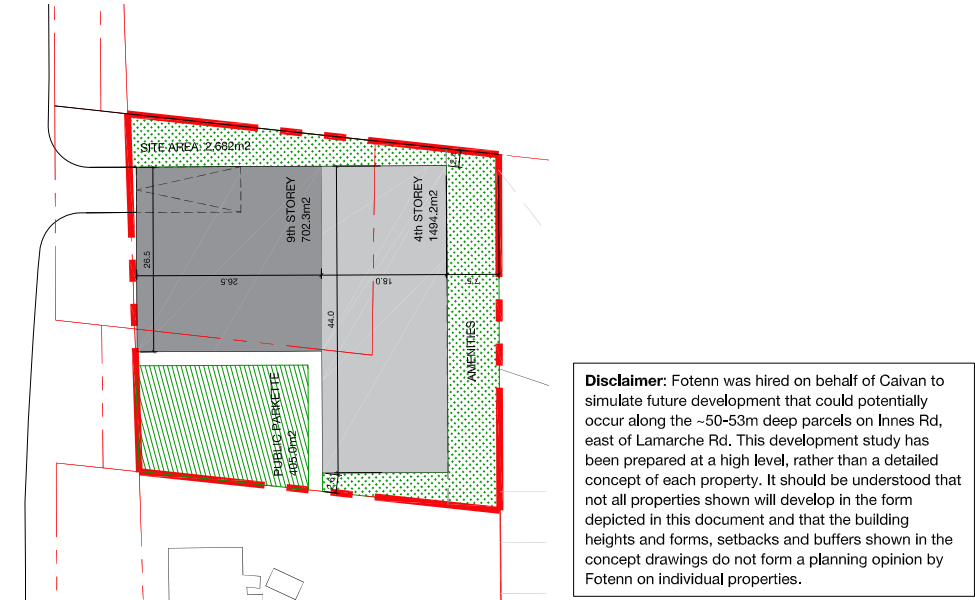 SITE AREA: 2,662m2
9th STOREY
702.3m2
4th STOREY
1494.2m2
26.5
26.5
18.0
7.5
44.0
AMENITIES
PUBLIC PARKETTE
405.0m2
Disclaimer: Fotenn was hired on behalf of Caivan to
simulate future development that could potentially
occur along the ~50-53m deep parcels on Innes Rd,
east of Lamarche Rd. This development study has
been prepared at a high level, rather than a detailed
concept of each property. It should be understood that
not all properties shown will develop in the form
depicted in this document and that the building
heights and forms, setbacks and buffers shown in the
concept drawings do not form a planning opinion by
Fotenn on individual properties.